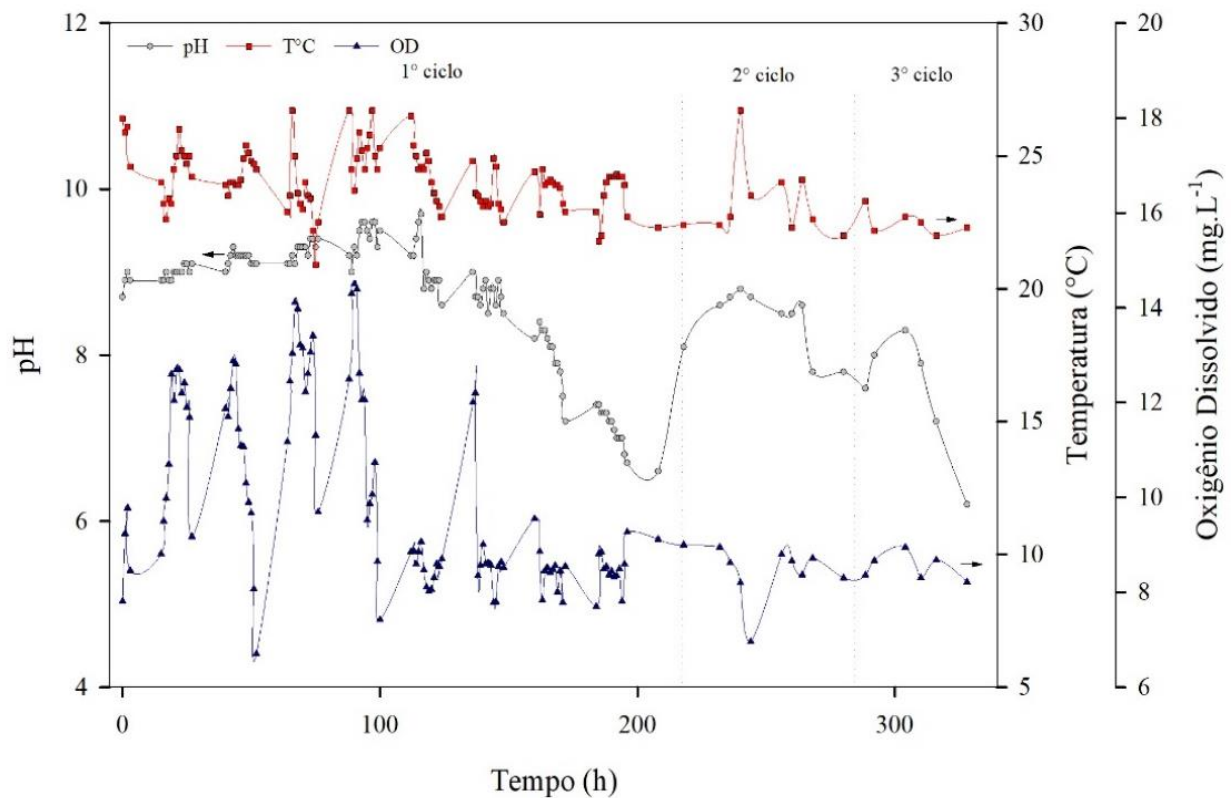 pH
T°C
OD
1° ciclo
2° ciclo
3° ciclo
pH
12
10
8
6
4
0
100
200
300
Tempo (h)
30
25
20
15
10
5
Temperatura (°C)
20
18
16
14
12
10
8
6
Oxigênio Dissolvido (mg.L⁻¹)